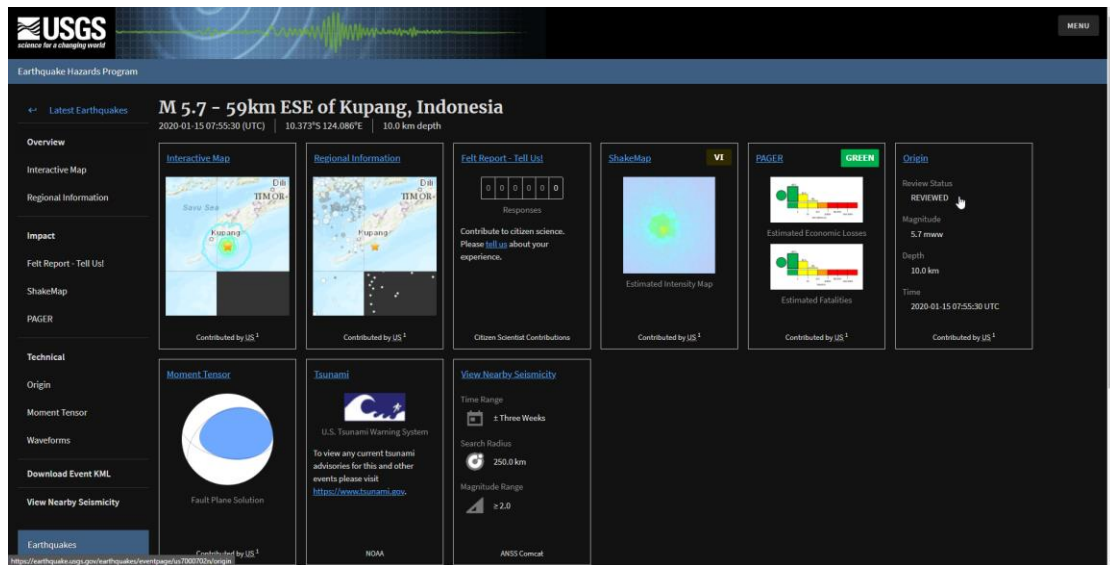 USGS
science for a changing world
MENU
Earthquake Hazards Program
↩ Latest Earthquakes
Overview
Interactive Map
Regional Information
Impact
Felt Report - Tell Us!
ShakeMap
PAGER
Technical
Origin
Moment Tensor
Waveforms
Download Event KML
View Nearby Seismicity
Earthquakes
https://earthquake.usgs.gov/earthquakes/eventpage/us7000702n/origin
M 5.7 - 59km ESE of Kupang, Indonesia
2020-01-15 07:55:30 (UTC) | 10.373°S 124.086°E | 10.0 km depth
Interactive Map
Dili
TIMOR-
Savu Sea
Kupang
Contributed by US 1
Regional Information
Dili
TIMOR-
Kupang
Contributed by US 1
Felt Report - Tell Us!
0 0 0 0 0 0
Responses
Contribute to citizen science.
Please tell us about your
experience.
Citizen Scientist Contributions
ShakeMap VI
Estimated Intensity Map
Contributed by US 1
PAGER GREEN
Estimated Economic Losses
Estimated Fatalities
Contributed by US 1
Origin
Review Status
REVIEWED
Magnitude
5.7 mww
Depth
10.0 km
Time
2020-01-15 07:55:30 UTC
Contributed by US 1
Moment Tensor
Fault Plane Solution
Contributed by US 1
Tsunami
U.S. Tsunami Warning System
To view any current tsunami
advisories for this and other
events please visit
https://www.tsunami.gov.
NOAA
View Nearby Seismicity
Time Range
± Three Weeks
Search Radius
250.0 km
Magnitude Range
≥ 2.0
ANSS Comcat